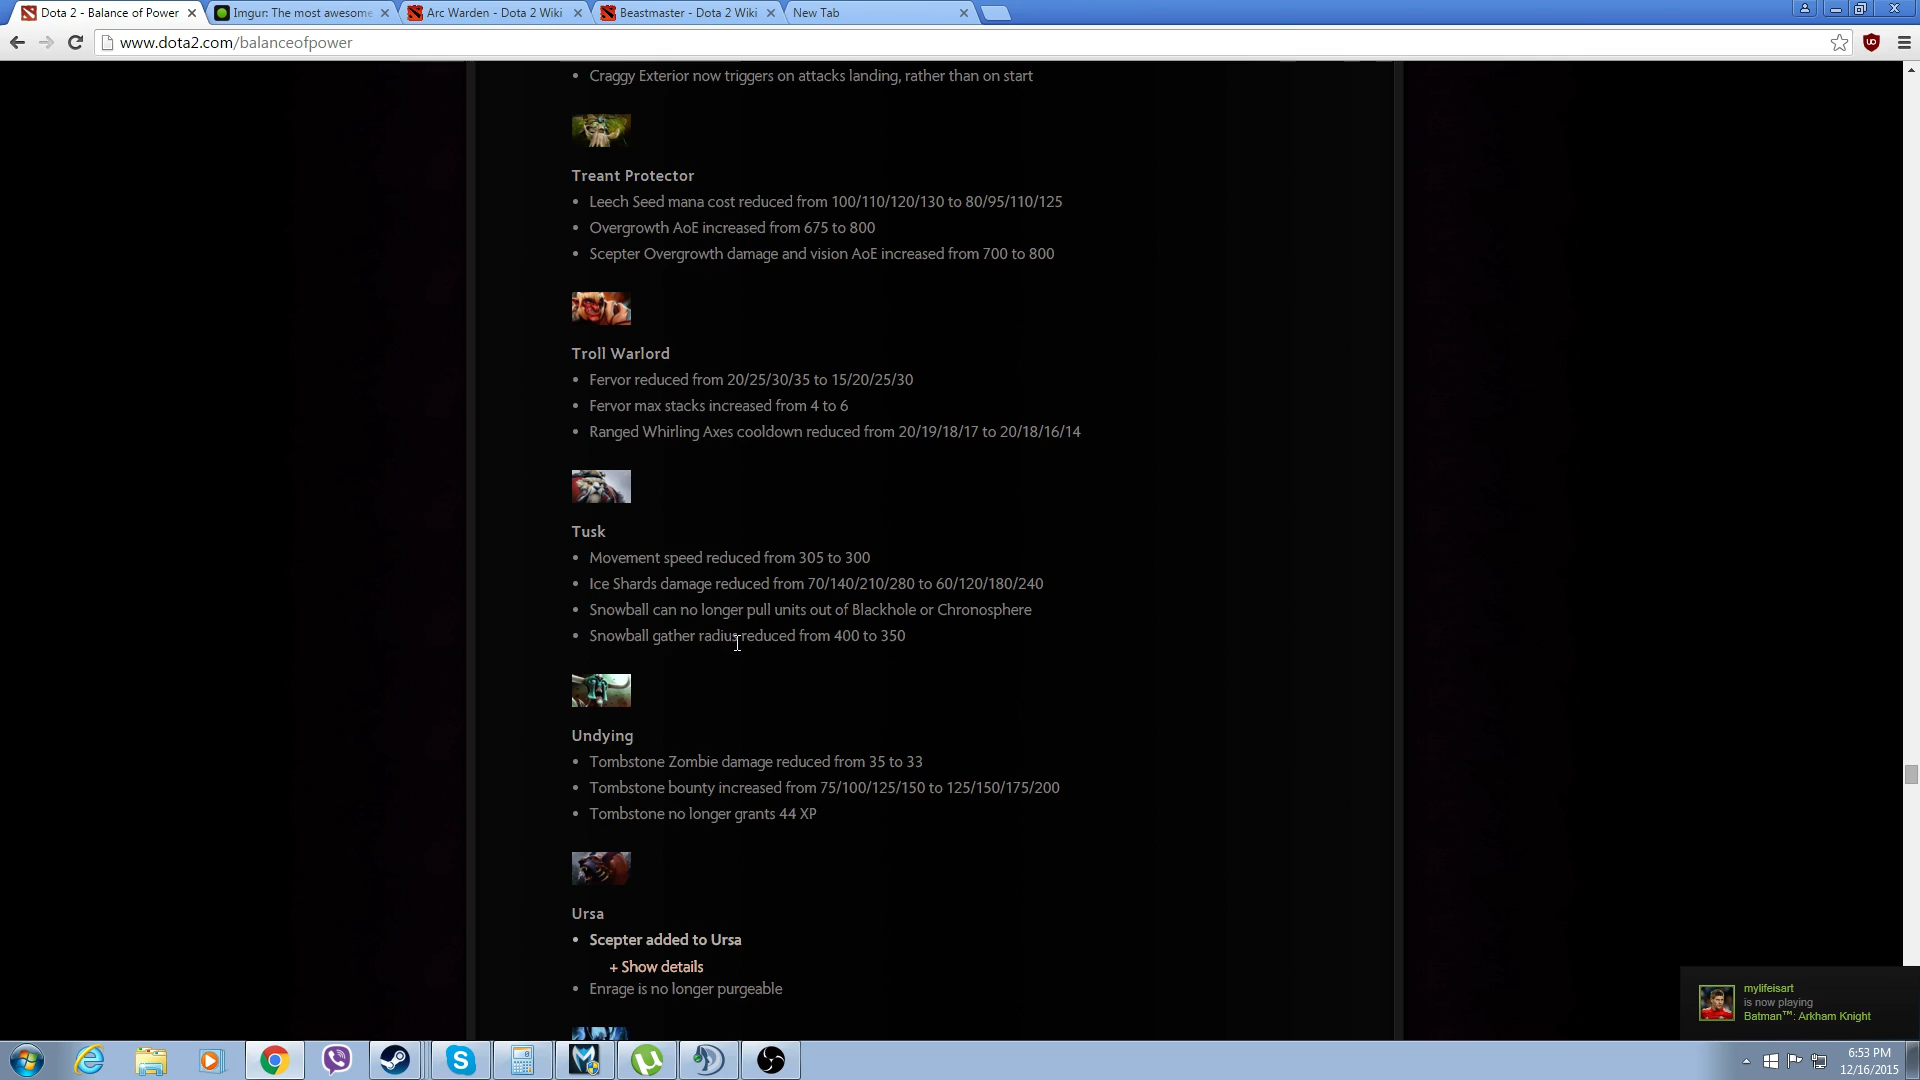 Dota 2 - Balance of Power
Imgur: The most awesome
Arc Warden - Dota 2 Wiki
Beastmaster - Dota 2 Wiki
New Tab
www.dota2.com/balanceofpower
• Craggy Exterior now triggers on attacks landing, rather than on start
Treant Protector
• Leech Seed mana cost reduced from 100/110/120/130 to 80/95/110/125
• Overgrowth AoE increased from 675 to 800
• Scepter Overgrowth damage and vision AoE increased from 700 to 800
Troll Warlord
• Fervor reduced from 20/25/30/35 to 15/20/25/30
• Fervor max stacks increased from 4 to 6
• Ranged Whirling Axes cooldown reduced from 20/19/18/17 to 20/18/16/14
Tusk
• Movement speed reduced from 305 to 300
• Ice Shards damage reduced from 70/140/210/280 to 60/120/180/240
• Snowball can no longer pull units out of Blackhole or Chronosphere
• Snowball gather radius reduced from 400 to 350
Undying
• Tombstone Zombie damage reduced from 35 to 33
• Tombstone bounty increased from 75/100/125/150 to 125/150/175/200
• Tombstone no longer grants 44 XP
Ursa
• Scepter added to Ursa
+ Show details
• Enrage is no longer purgeable
mylifeisart
is now playing
Batman™: Arkham Knight
6:53 PM
12/16/2015